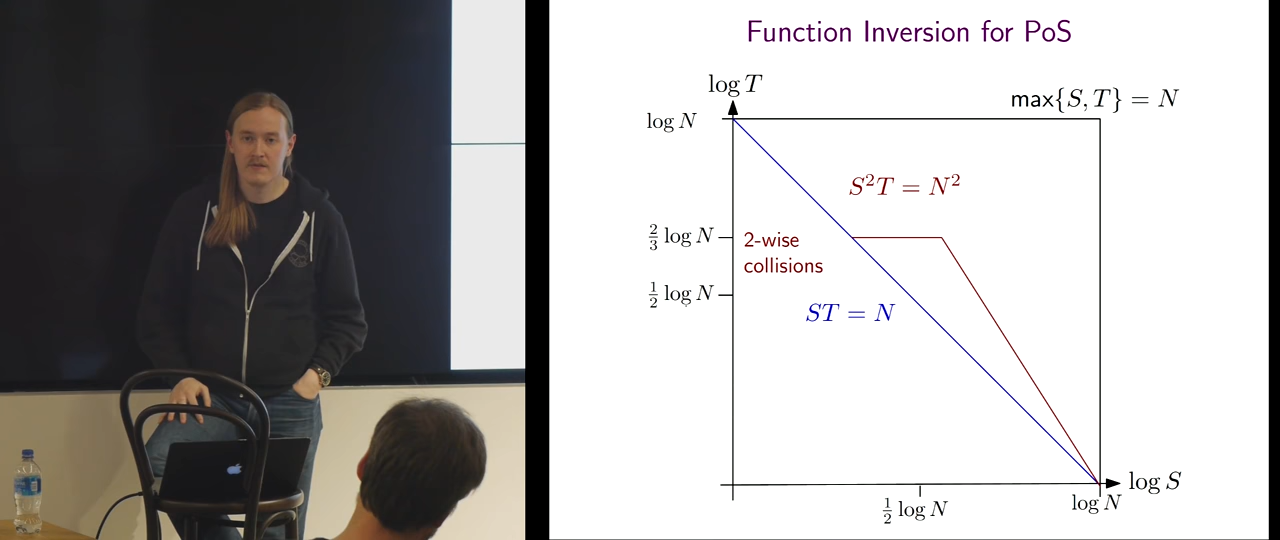 Function Inversion for PoS
log T
max{S, T} = N
log N
S²T = N²
⅔ log N
2-wise
collisions
½ log N
ST = N
log S
½ log N
log N